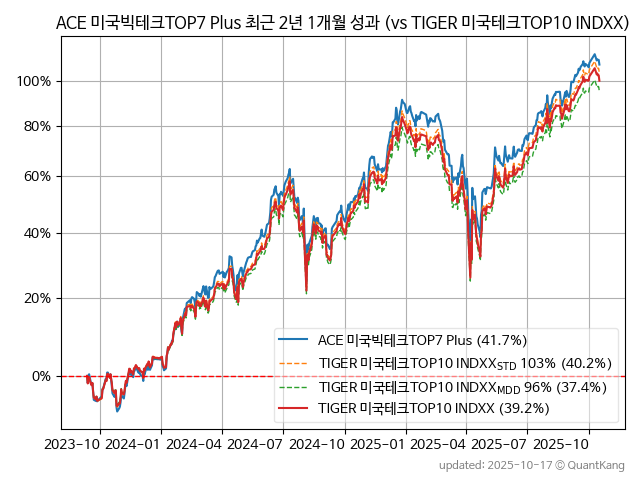 ACE 미국빅테크TOP7 Plus 최근 2년 1개월 성과 (vs TIGER 미국테크TOP10 INDXX)
100%
80%
60%
40%
20%
0%
ACE 미국빅테크TOP7 Plus (41.7%)
TIGER 미국테크TOP10 INDXXSTD 103% (40.2%)
TIGER 미국테크TOP10 INDXXMDD 96% (37.4%)
TIGER 미국테크TOP10 INDXX (39.2%)
2023-10 2024-01 2024-04 2024-07 2024-10 2025-01 2025-04 2025-07 2025-10
updated: 2025-10-17 © QuantKang